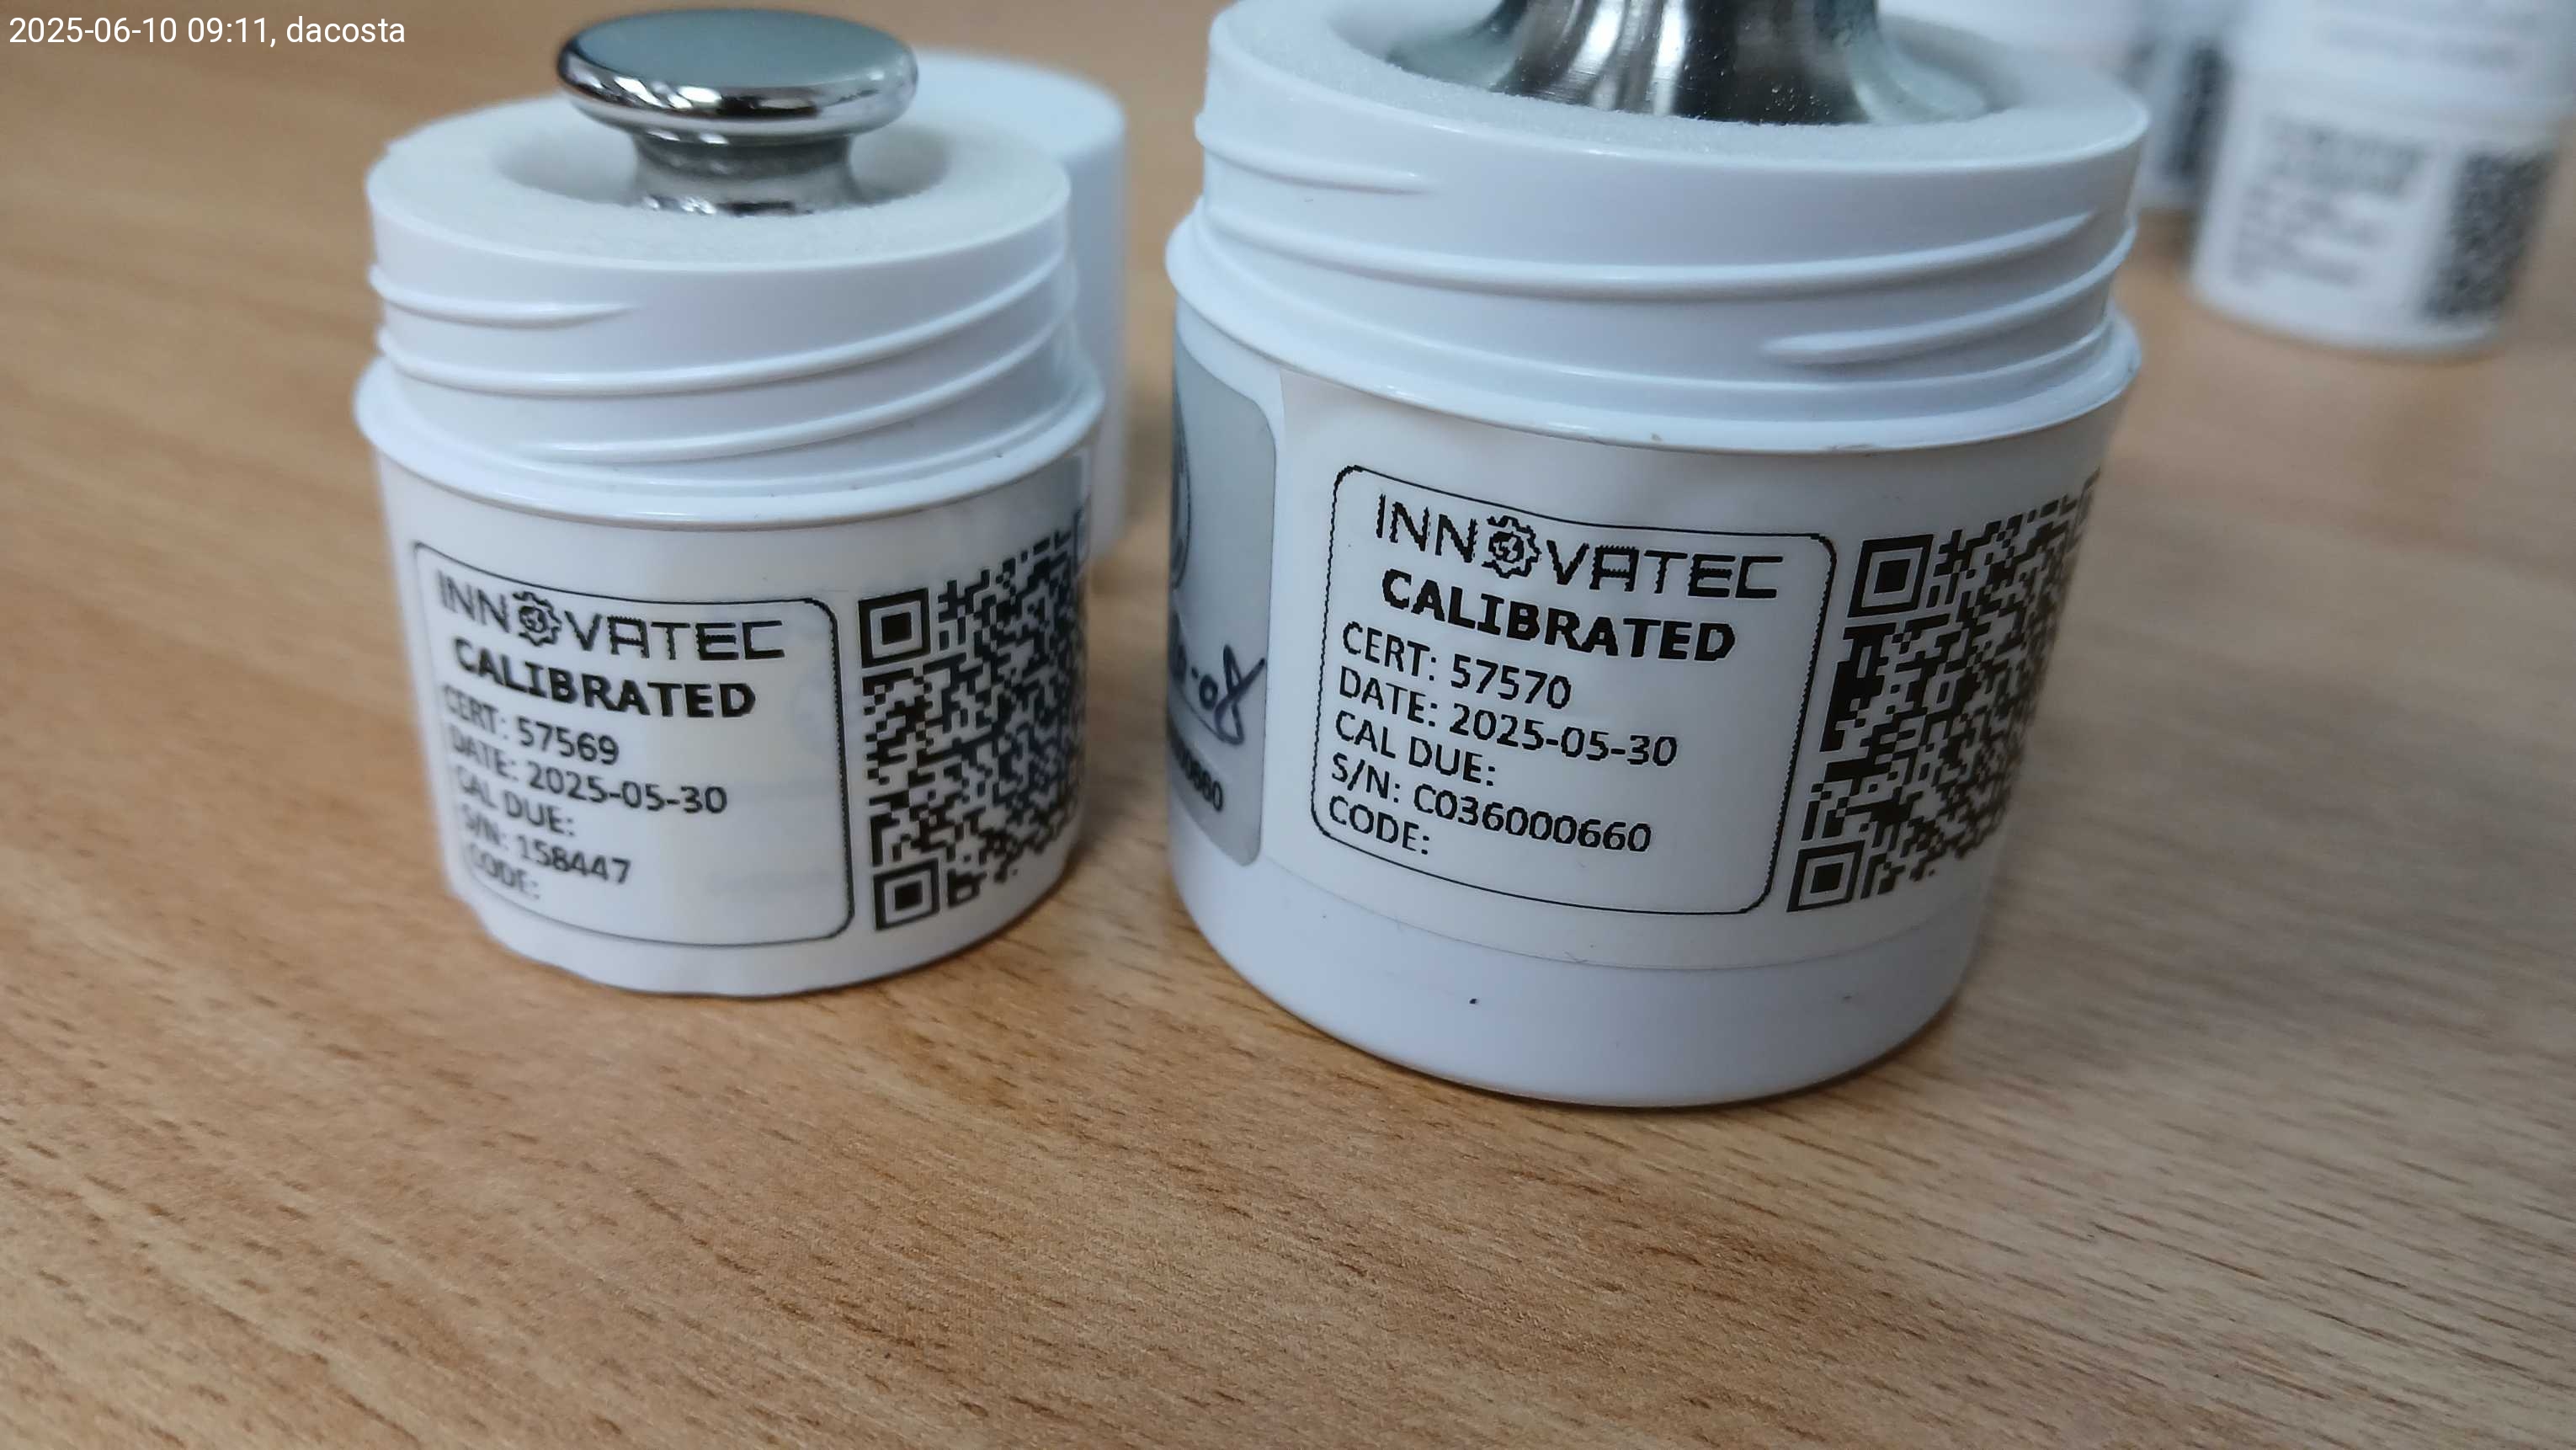 2025-06-10 09:11, dacosta
INNOVATEC
CALIBRATED
CERT: 57569
DATE: 2025-05-30
CAL DUE:
S/N: 158447
CODE:
INNOVATEC
CALIBRATED
CERT: 57570
DATE: 2025-05-30
CAL DUE:
S/N: C036000660
CODE: